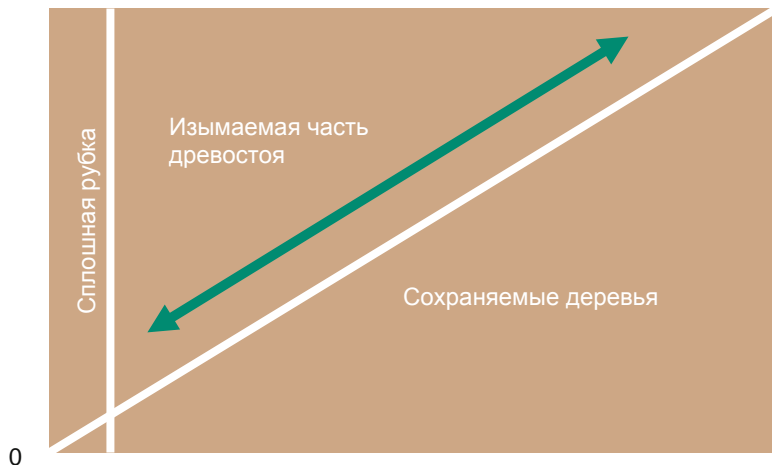 Сплошная рубка
Изымаемая часть
древостоя
Сохраняемые деревья
0